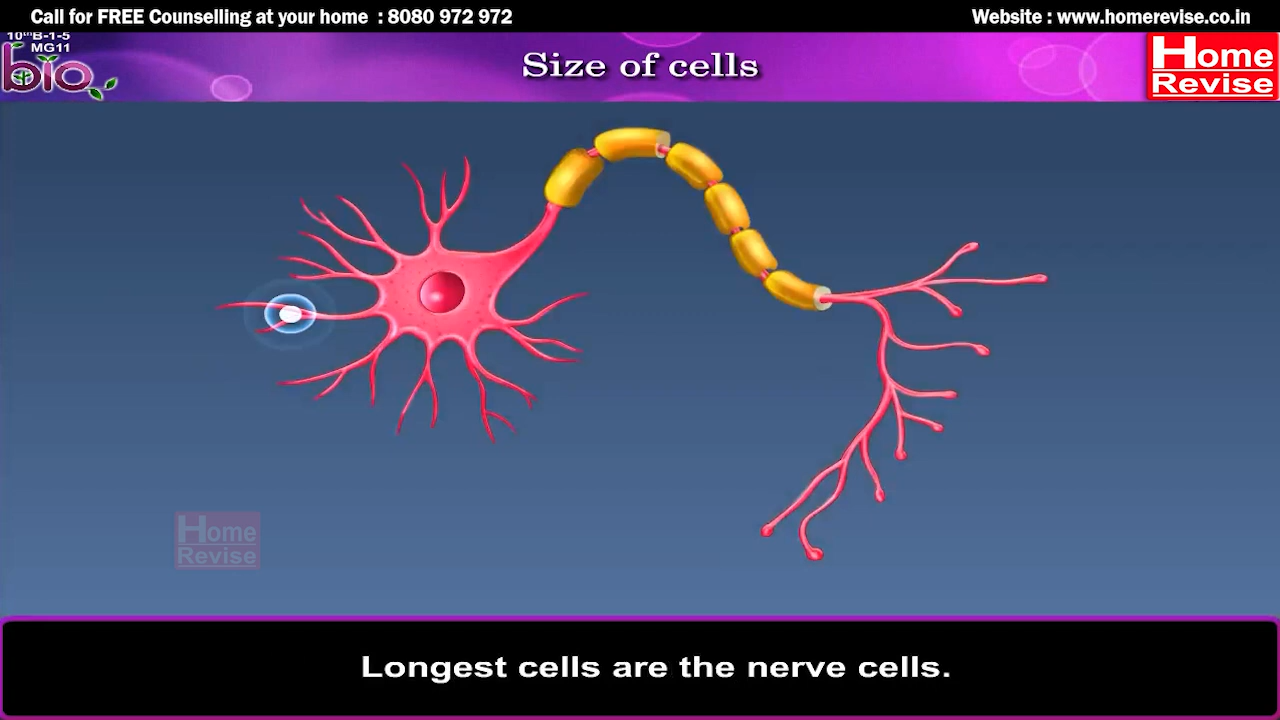 Call for FREE Counselling at your home : 8080 972 972
Website : www.homerevise.co.in
10thB-1-5
MG11
bio
Size of cells
Home
Revise
Home
Revise
Longest cells are the nerve cells.